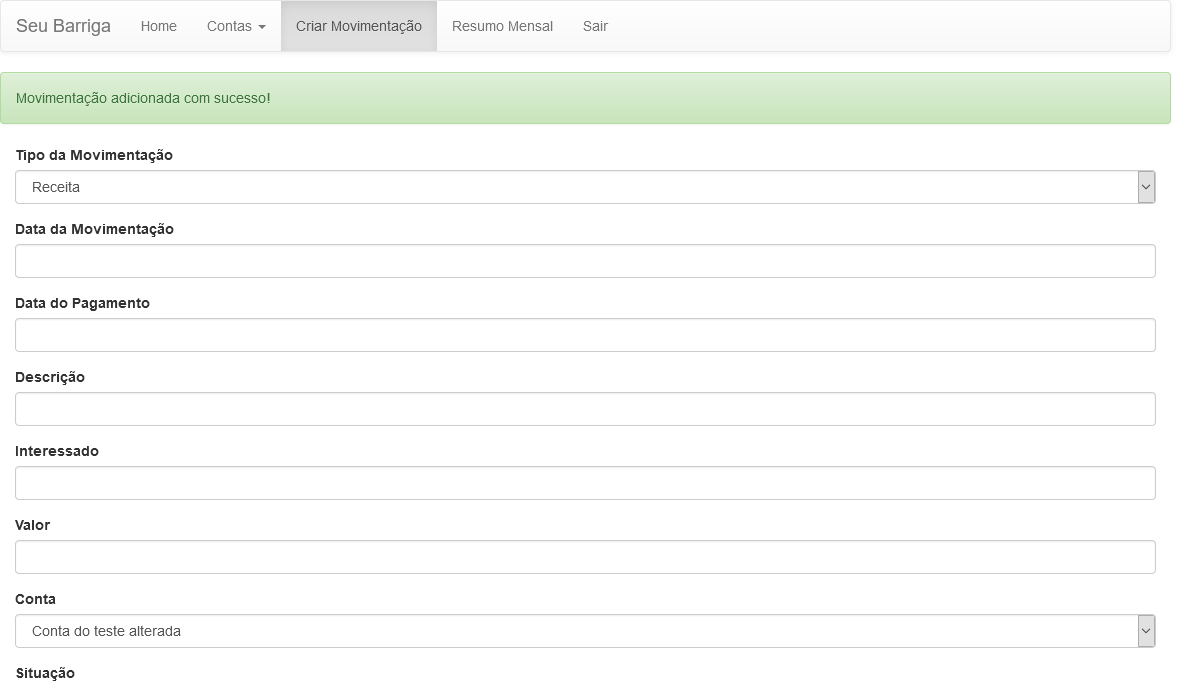 Seu Barriga Home Contas Criar Movimentação Resumo Mensal Sair
Movimentação adicionada com sucesso!
Tipo da Movimentação
Receita
Data da Movimentação
Data do Pagamento
Descrição
Interessado
Valor
Conta
Conta do teste alterada
Situação